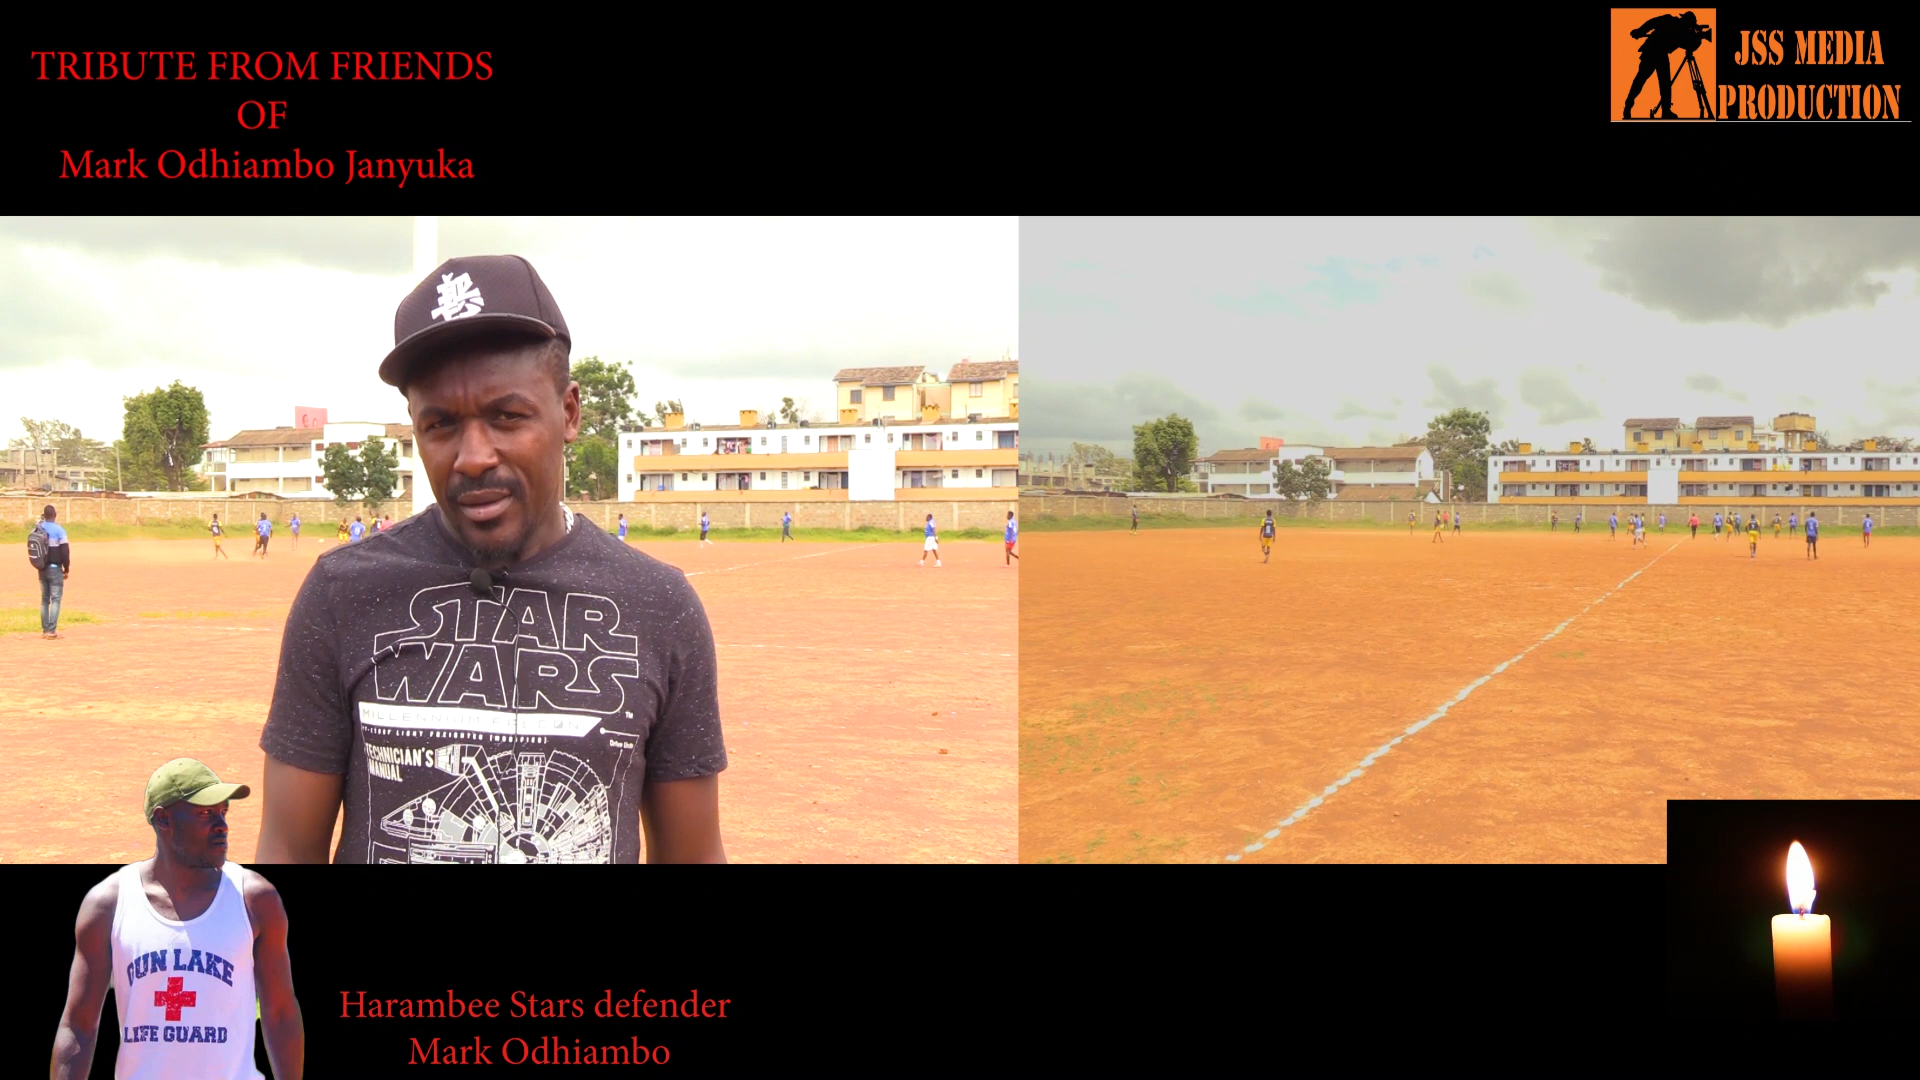 TRIBUTE FROM FRIENDS
OF
Mark Odhiambo Janyuka
JSS MEDIA
PRODUCTION
STAR
WARS
TM
MILLENNIUM FALCON
TECHNICIAN'S
MANUAL
LAKE
LIFE GUARD
Harambee Stars defender
Mark Odhiambo